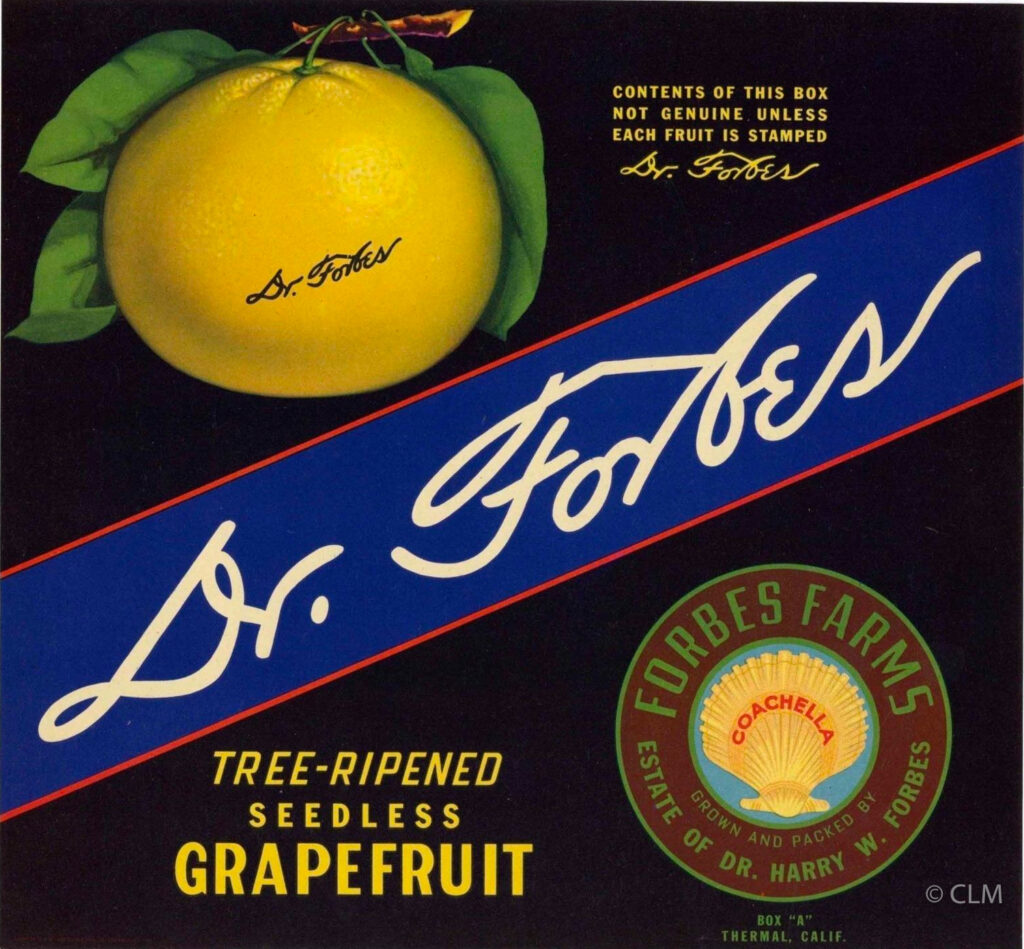 CONTENTS OF THIS BOX
NOT GENUINE UNLESS
EACH FRUIT IS STAMPED
Dr. Forbes
Dr. Forbes
Dr. Forbes
TREE-RIPENED
SEEDLESS
GRAPEFRUIT
FORBES FARMS
COACHELLA
GROWN AND PACKED BY
ESTATE OF DR. HARRY W. FORBES
BOX "A"
THERMAL, CALIF.
© CLM